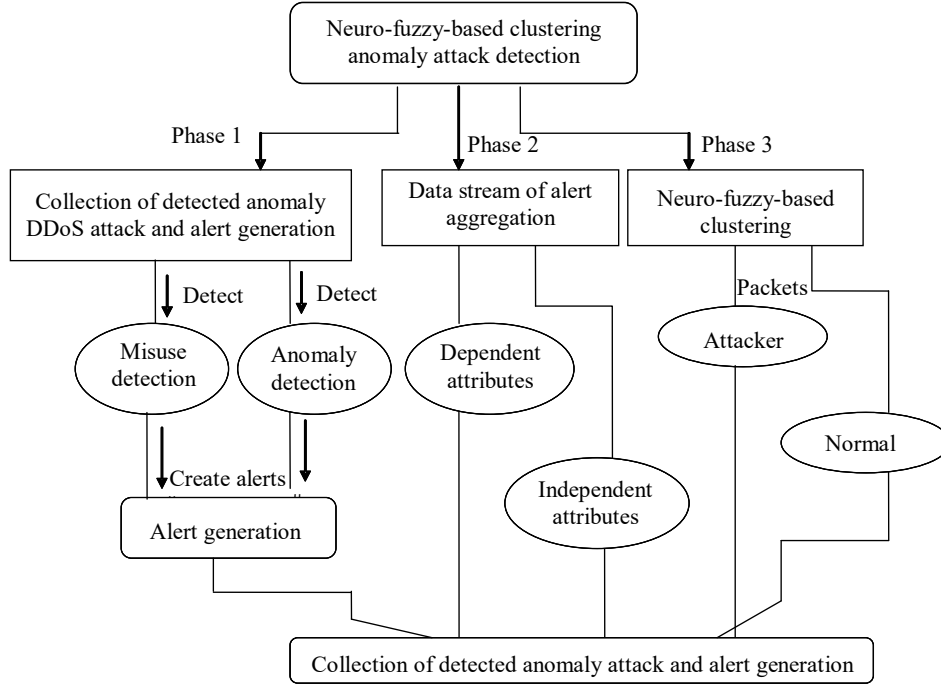 Neuro-fuzzy-based clustering
anomaly attack detection
Phase 1
Phase 2
Phase 3
Collection of detected anomaly
DDoS attack and alert generation
Data stream of alert
aggregation
Neuro-fuzzy-based
clustering
Detect
Detect
Packets
Misuse
detection
Anomaly
detection
Dependent
attributes
Attacker
Normal
Create alerts
Independent
attributes
Alert generation
Collection of detected anomaly attack and alert generation